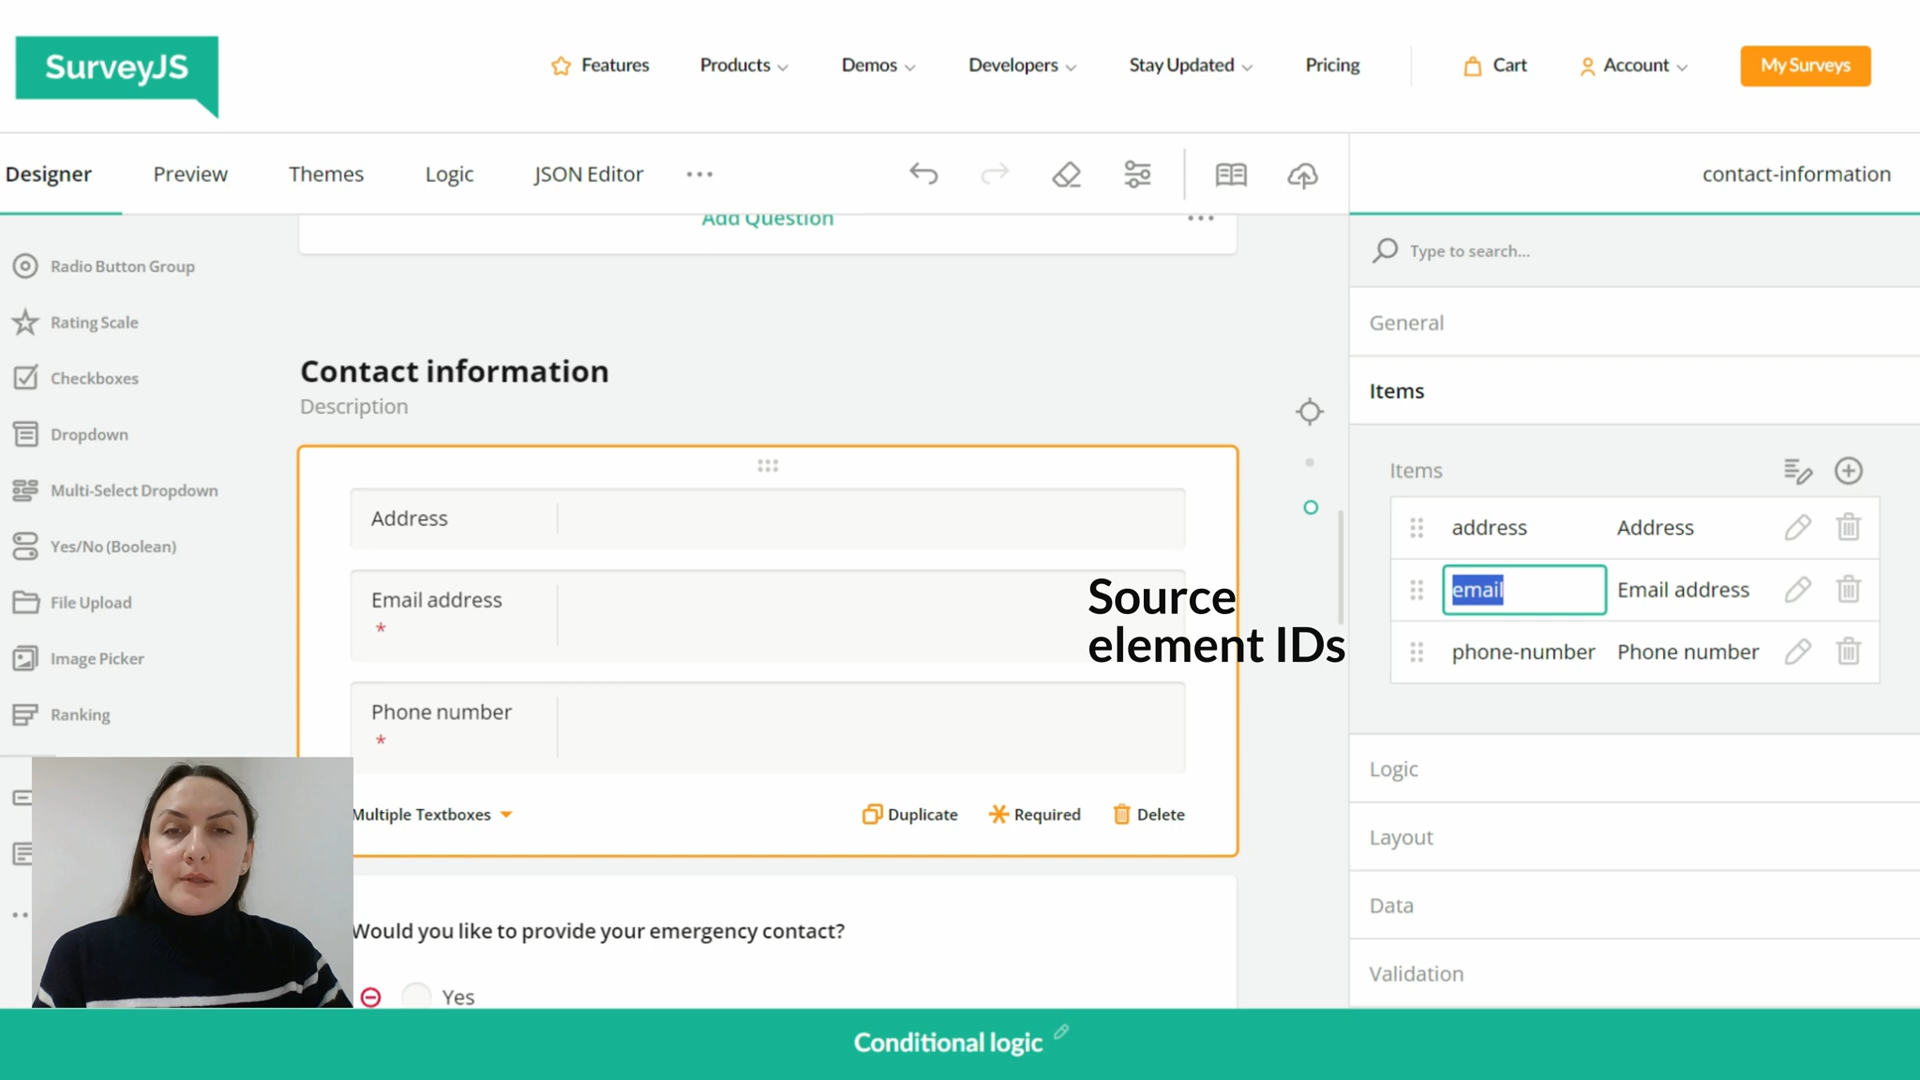 SurveyJS
Features
Products
Demos
Developers
Stay Updated
Pricing
Cart
Account
My Surveys
Designer
Preview
Themes
Logic
JSON Editor
contact-information
Add Question
Radio Button Group
Rating Scale
Checkboxes
Dropdown
Multi-Select Dropdown
Yes/No (Boolean)
File Upload
Image Picker
Ranking
Contact information
Description
Address
Email address
*
Phone number
*
Multiple Textboxes
Duplicate
Required
Delete
Would you like to provide your emergency contact?
Yes
Source
element IDs
Type to search...
General
Items
Items
address Address
email Email address
phone-number Phone number
Logic
Layout
Data
Validation
Conditional logic